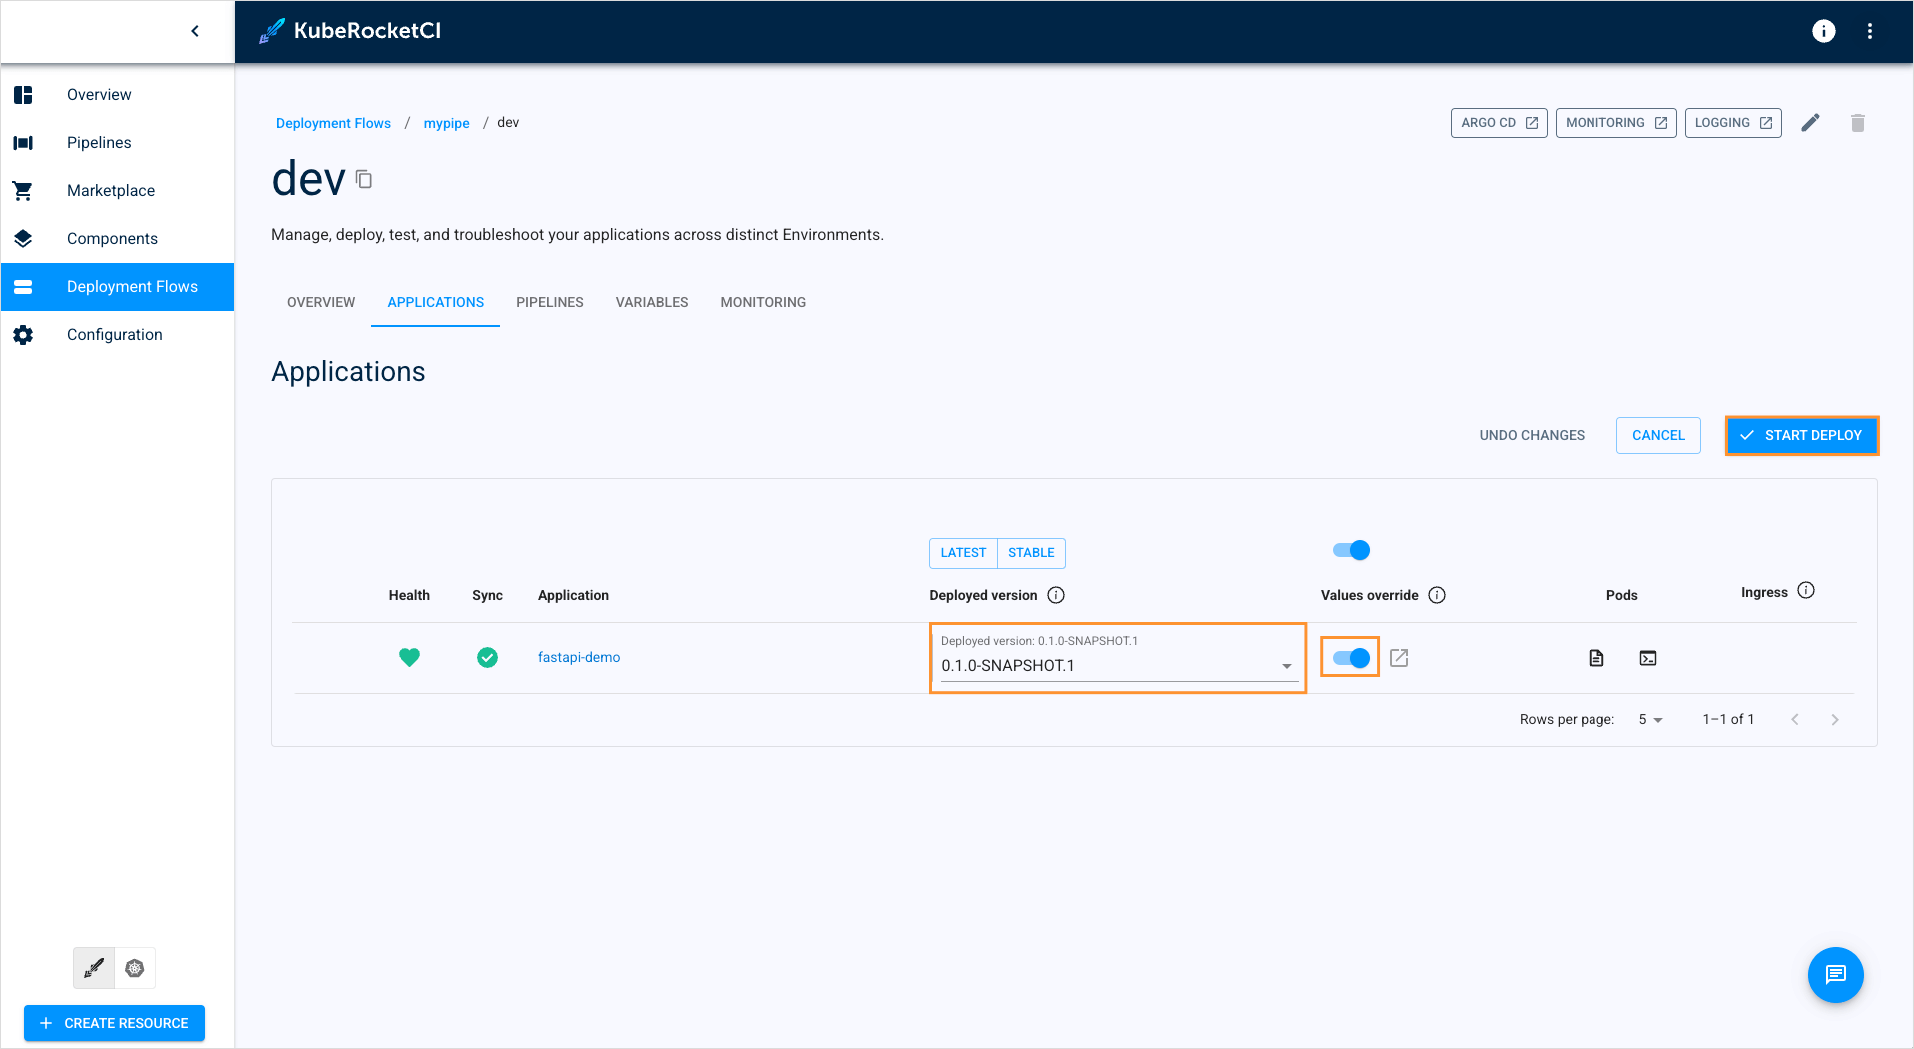 KubeRocketCI
Overview
Pipelines
Marketplace
Components
Deployment Flows
Configuration
CREATE RESOURCE
Deployment Flows / mypipe / dev
ARGO CD MONITORING LOGGING
dev
Manage, deploy, test, and troubleshoot your applications across distinct Environments.
OVERVIEW APPLICATIONS PIPELINES VARIABLES MONITORING
Applications
UNDO CHANGES CANCEL START DEPLOY
LATEST STABLE
Health Sync Application Deployed version Values override Pods Ingress
Deployed version: 0.1.0-SNAPSHOT.1
fastapi-demo 0.1.0-SNAPSHOT.1
Rows per page: 5 1–1 of 1